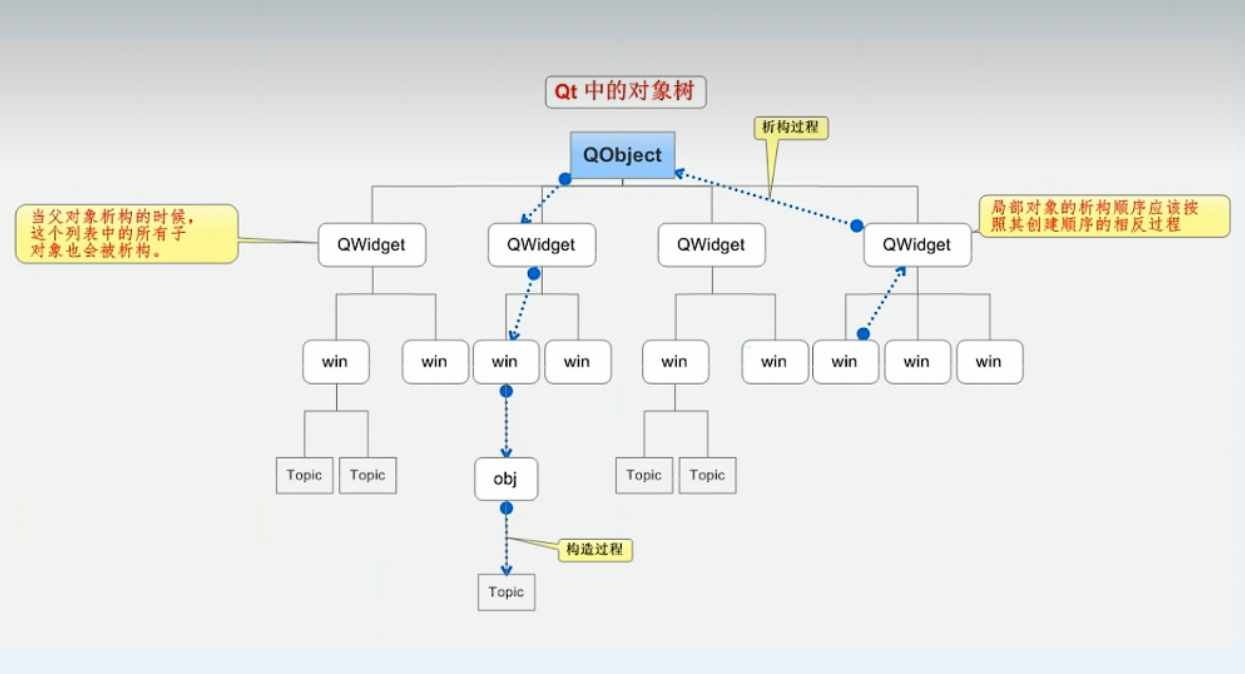 Qt 中的对象树
析构过程
QObject
当父对象析构的时候，
这个列表中的所有子
对象也会被析构。
局部对象的析构顺序应该按
照其创建顺序的相反过程
QWidget
QWidget
QWidget
QWidget
win
win
win
win
win
win
win
win
win
Topic
Topic
obj
Topic
Topic
构造过程
Topic